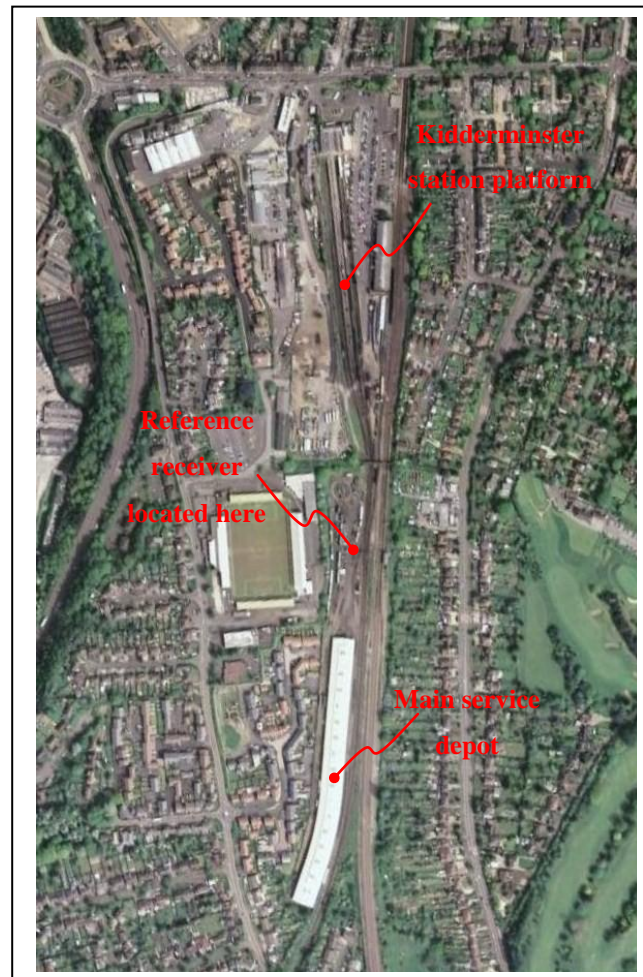 Kidderminster
station platform
Reference
receiver
located here
Main service
depot